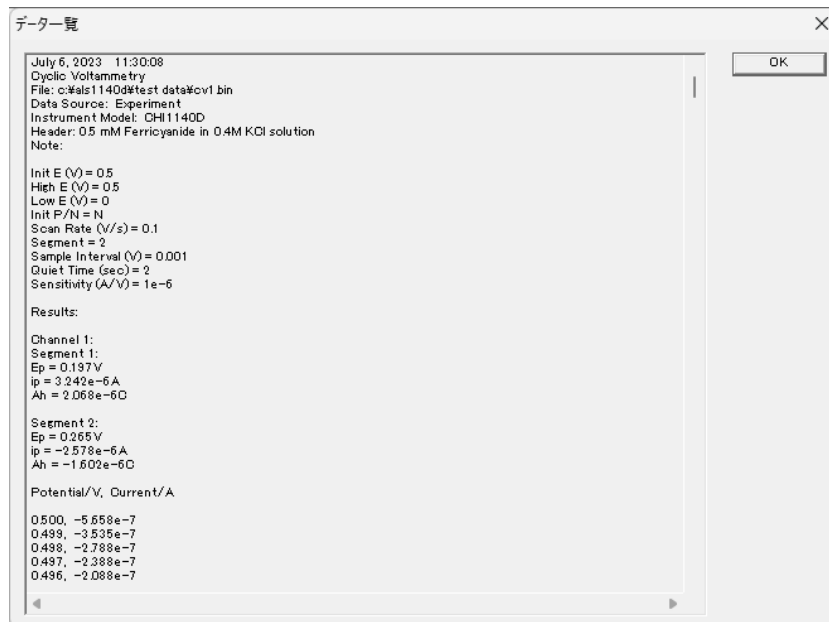 データ一覧
OK
July 6, 2023   11:30:08
Cyclic Voltammetry
File: c:¥als1140d¥test data¥cv1.bin
Data Source:  Experiment
Instrument Model:  CHI1140D
Header: 0.5 mM Ferricyanide in 0.4M KCl solution
Note:
Init E (V) = 0.5
High E (V) = 0.5
Low E (V) = 0
Init P/N = N
Scan Rate (V/s) = 0.1
Segment = 2
Sample Interval (V) = 0.001
Quiet Time (sec) = 2
Sensitivity (A/V) = 1e-6
Results:
Channel 1:
Segment 1:
Ep = 0.197V
ip = 3.242e-6A
Ah = 2.068e-6C
Segment 2:
Ep = 0.265V
ip = -2.578e-6A
Ah = -1.602e-6C
Potential/V,  Current/A
0.500,  -5.658e-7
0.499,  -3.535e-7
0.498,  -2.788e-7
0.497,  -2.388e-7
0.496,  -2.088e-7